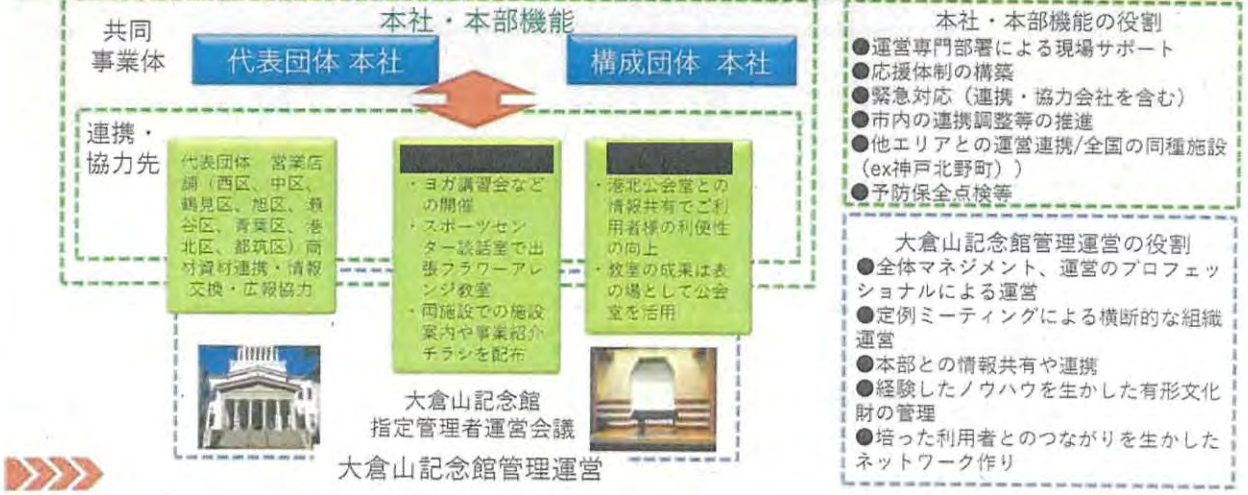 共同
事業体
本社・本部機能
代表団体 本社
構成団体 本社
連携・
協力先
代表団体 営業店
舗（西区、中区、
鶴見区、旭区、瀬
谷区、青葉区、港
北区、都筑区）商
材資材連携・情報
交換・広報協力
・ヨガ講習会など
の開催
・スポーツセン
ター談話室で出
張フラワーアレ
ンジ教室
・両施設での施設
案内や事業紹介
チラシを配布
・港北公会堂との
情報共有でご利
用者様の利便性
の向上
・教室の成果は表
の場として公会
堂を活用
大倉山記念館
指定管理者運営会議
大倉山記念館管理運営
本社・本部機能の役割
●運営専門部署による現場サポート
●応援体制の構築
●緊急対応（連携・協力会社を含む）
●市内の連携調整等の推進
●他エリアとの運営連携/全国の同種施設
（ex神戸北野町））
●予防保全点検等
大倉山記念館管理運営の役割
●全体マネジメント、運営のプロフェッ
ショナルによる運営
●定例ミーティングによる横断的な組織
運営
●本部との情報共有や連携
●経験したノウハウを生かした有形文化
財の管理
●培った利用者とのつながりを生かした
ネットワーク作り